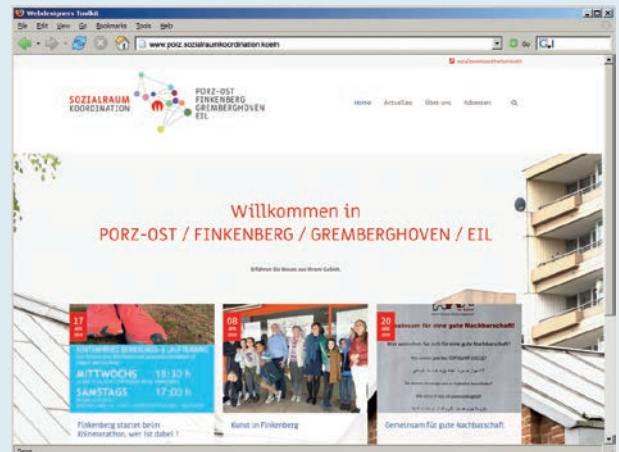 Webdesigners Toolkit
File Edit View Go Bookmarks Tools Help
www.porz.sozialraumkoordination.koeln
Go
G
SOZIALRAUM
KOORDINATION
PORZ-OST
FINKENBERG
GREMBERGHOVEN
EIL
Home Aktuelles Über uns Adressen
Willkommen in
PORZ-OST / FINKENBERG / GREMBERGHOVEN / EIL
Erfahren Sie Neues aus Ihrem Gebiet.
17
MITTWOCHS 18:30 h
SAMSTAGS 17:00 h
08
20
Gemeinsam für eine gute Nachbarschaft!
Finkenberg startet beim
Kölnmarathon, wer ist dabei ?
Kunst in Finkenberg
Gemeinsam für gute Nachbarschaft